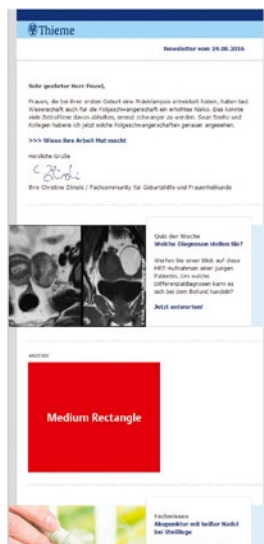 Thieme
Newsletter vom 24.08.2016
Sehr geehrter Herr
Frauen, die bei ihrer ersten Geburt eine Präeklampsie entwickelt haben, haben laut
Wissenschaft auch für die Folgeschwangerschaft ein erhöhtes Risiko. Das könnte
viele Betroffene davon abhalten, erneut schwanger zu werden. Sean Seeho und
Kollegen haben sich jetzt solche Folgeschwangerschaften genauer angesehen.
>>> Wieso ihre Arbeit Mut macht
Herzliche Grüße
Ihre Christine / Fachcommunity für Geburtshilfe und Frauenheilkunde
Quiz der Woche
Welche Diagnosen stellen Sie?
Werfen Sie einen Blick auf diese
MRT-Aufnahmen einer jungen
Patientin. Um welche
Differenzialdiagnosen kann es
sich bei dem Befund handeln?
Jetzt antworten!
ANZEIGE
Medium Rectangle
Fachwissen
Akupunktur mit heißer Nadel
bei Steißlage